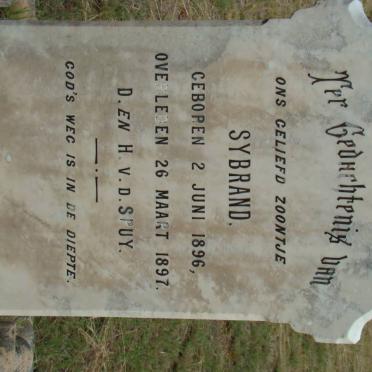 Ter Gedachtenis van
ONS GELIEFD ZOONTJE
SYBRAND.
GEBOREN 2 JUNI 1896,
OVERLEDEN 26 MAART 1897.
D. EN H. V. D. SPUY.
GOD'S WEG IS IN DE DIEPTE.